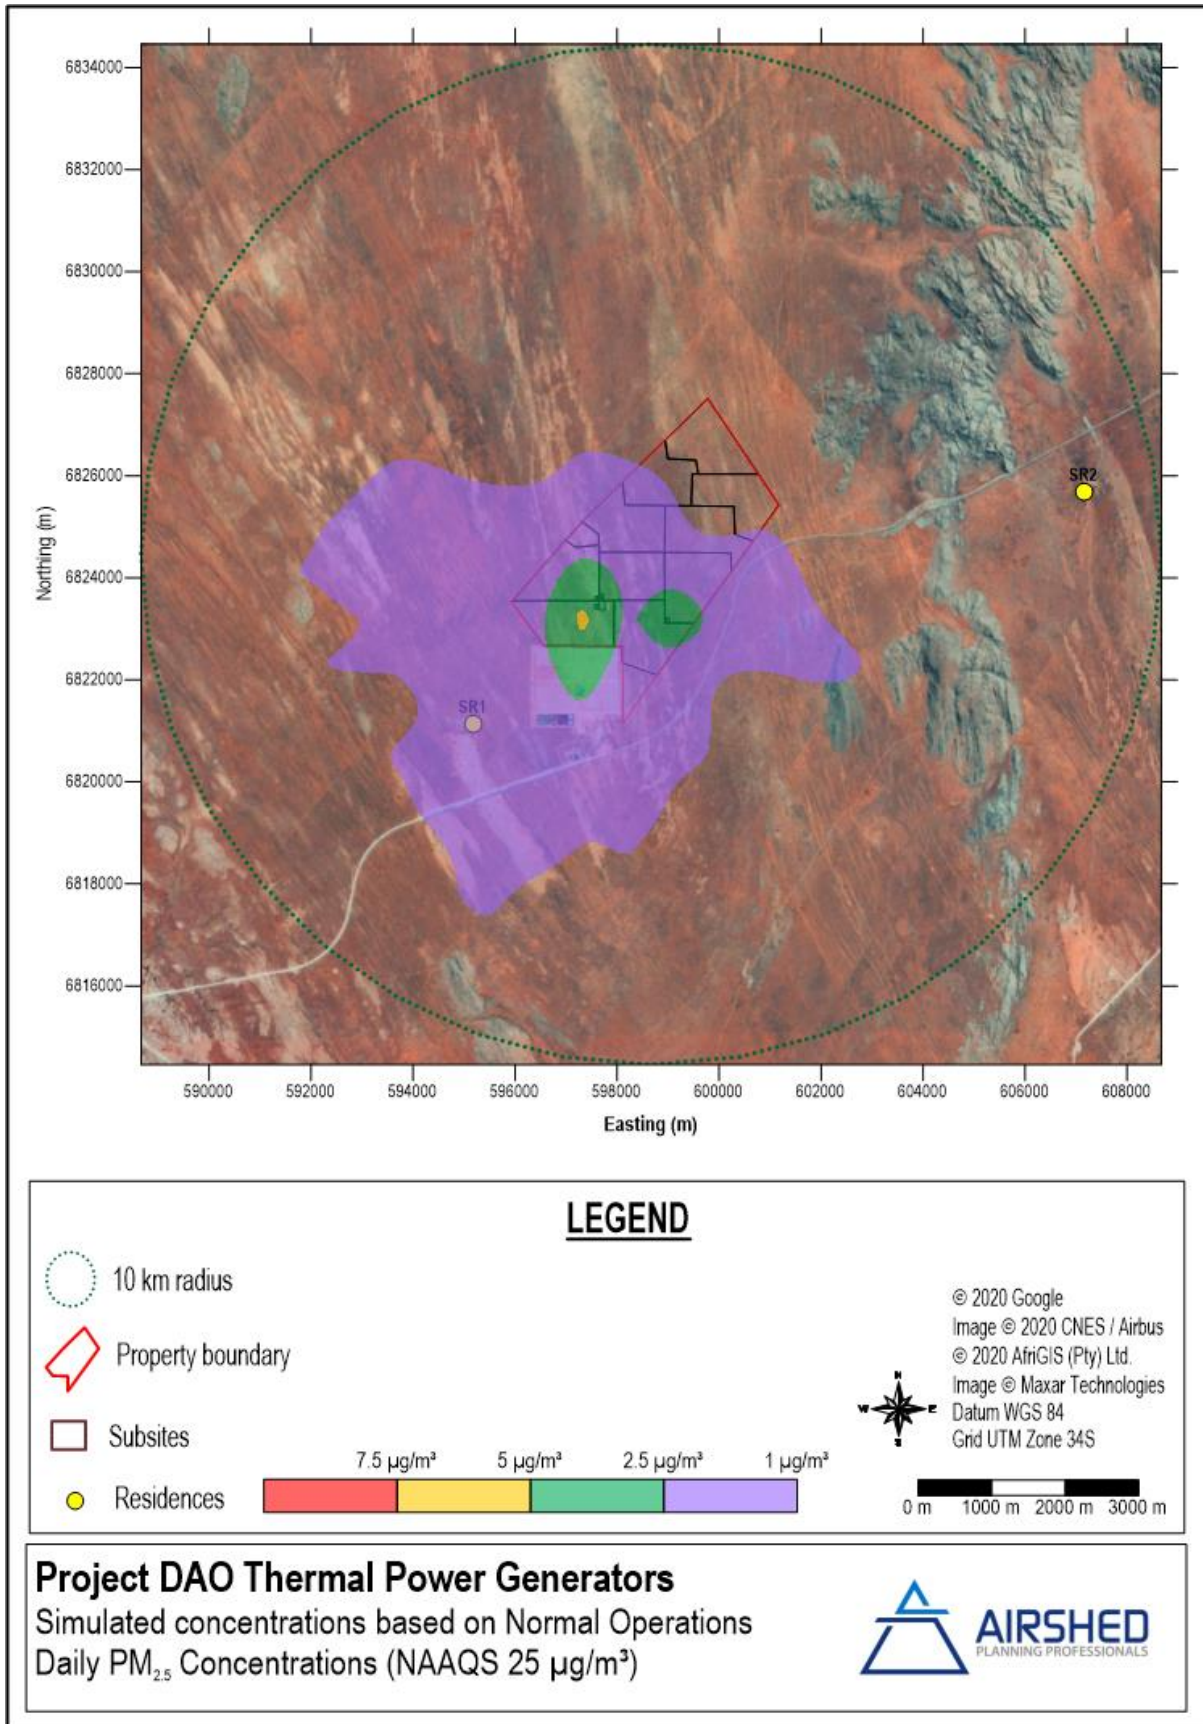 6834000
6832000
6830000
6828000
6826000
6824000
6822000
6820000
6818000
6816000
Northing (m)
SR2
SR1
590000 592000 594000 596000 598000 600000 602000 604000 606000 608000
Easting (m)
LEGEND
10 km radius
Property boundary
Subsites
Residences
7.5 µg/m³ 5 µg/m³ 2.5 µg/m³ 1 µg/m³
© 2020 Google
Image © 2020 CNES / Airbus
© 2020 AfriGIS (Pty) Ltd.
Image © Maxar Technologies
Datum WGS 84
Grid UTM Zone 34S
N
W E
S
0 m 1000 m 2000 m 3000 m
Project DAO Thermal Power Generators
Simulated concentrations based on Normal Operations
Daily PM₂.₅ Concentrations (NAAQS 25 µg/m³)
AIRSHED
PLANNING PROFESSIONALS